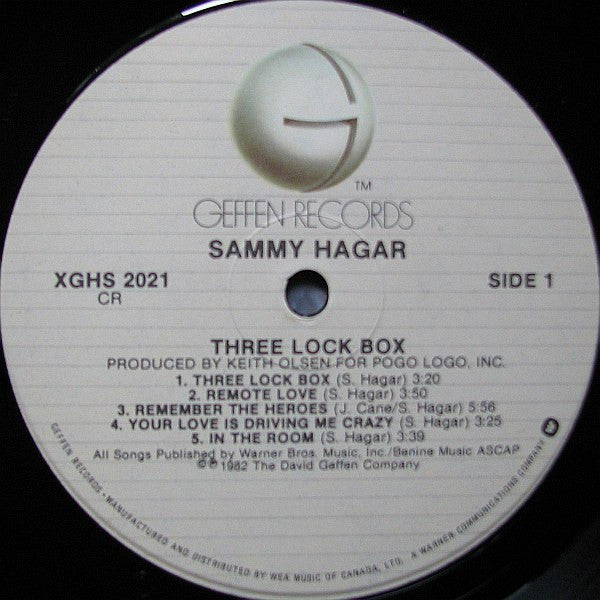 G
TM
GEFFEN RECORDS
SAMMY HAGAR
XGHS 2021
CR
SIDE 1
THREE LOCK BOX
PRODUCED BY KEITH OLSEN FOR POGO LOGO, INC.
1. THREE LOCK BOX (S. Hagar) 3:20
2. REMOTE LOVE (S. Hagar) 3:50
3. REMEMBER THE HEROES (J. Cane/S. Hagar) 5:56
4. YOUR LOVE IS DRIVING ME CRAZY (S. Hagar) 3:25
5. IN THE ROOM (S. Hagar) 3:39
All Songs Published by Warner Bros. Music, Inc./Benine Music ASCAP
©℗ 1982 The David Geffen Company
GEFFEN RECORDS - MANUFACTURED AND DISTRIBUTED BY WEA MUSIC OF CANADA, LTD. A WARNER COMMUNICATIONS COMPANY